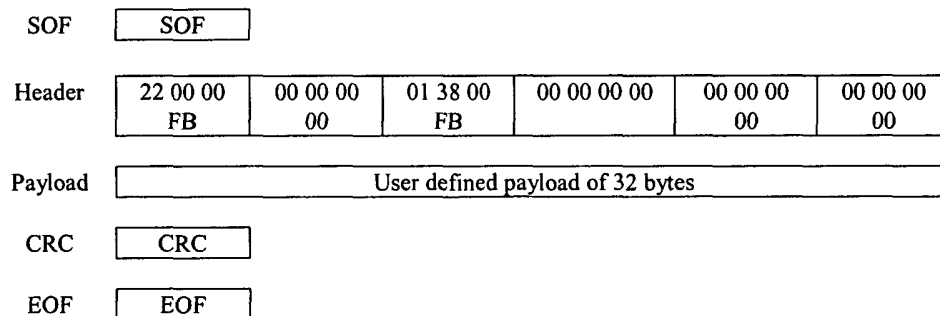 SOF SOF
Header 22 00 00 00 00 00 01 38 00 00 00 00 00 00 00 00 00 00 00
FB 00 FB 00 00
Payload User defined payload of 32 bytes
CRC CRC
EOF EOF